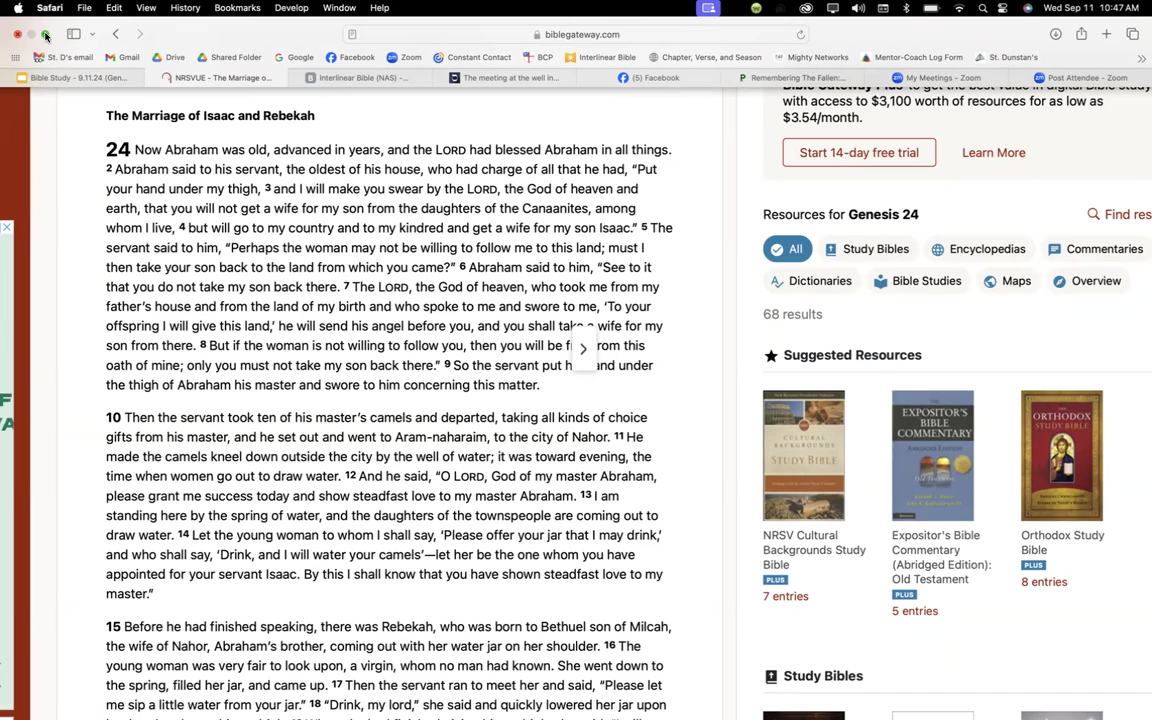 Safari File Edit View History Bookmarks Develop Window Help Wed Sep 11 10:47 AM
biblegateway.com
St. D's email Gmail Drive Shared Folder Google Facebook Zoom Constant Contact BCP Interlinear Bible Chapter, Verse, and Season Mighty Networks Mentor-Coach Log Form St. Dunstan's
Bible Study - 9.11.24 (Gen... NRSVUE - The Marriage o... Interlinear Bible (NAS) -... The meeting at the well in... (5) Facebook Remembering The Fallen:... My Meetings - Zoom Post Attendee - Zoom
The Marriage of Isaac and Rebekah
24 Now Abraham was old, advanced in years, and the LORD had blessed Abraham in all things.
2 Abraham said to his servant, the oldest of his house, who had charge of all that he had, “Put
your hand under my thigh, 3 and I will make you swear by the LORD, the God of heaven and
earth, that you will not get a wife for my son from the daughters of the Canaanites, among
whom I live, 4 but will go to my country and to my kindred and get a wife for my son Isaac.” 5 The
servant said to him, “Perhaps the woman may not be willing to follow me to this land; must I
then take your son back to the land from which you came?” 6 Abraham said to him, “See to it
that you do not take my son back there. 7 The LORD, the God of heaven, who took me from my
father’s house and from the land of my birth and who spoke to me and swore to me, ‘To your
offspring I will give this land,’ he will send his angel before you, and you shall take a wife for my
son from there. 8 But if the woman is not willing to follow you, then you will be from this
oath of mine; only you must not take my son back there.” 9 So the servant put and under
the thigh of Abraham his master and swore to him concerning this matter.
10 Then the servant took ten of his master’s camels and departed, taking all kinds of choice
gifts from his master, and he set out and went to Aram-naharaim, to the city of Nahor. 11 He
made the camels kneel down outside the city by the well of water; it was toward evening, the
time when women go out to draw water. 12 And he said, “O LORD, God of my master Abraham,
please grant me success today and show steadfast love to my master Abraham. 13 I am
standing here by the spring of water, and the daughters of the townspeople are coming out to
draw water. 14 Let the young woman to whom I shall say, ‘Please offer your jar that I may drink,’
and who shall say, ‘Drink, and I will water your camels’—let her be the one whom you have
appointed for your servant Isaac. By this I shall know that you have shown steadfast love to my
master.”
15 Before he had finished speaking, there was Rebekah, who was born to Bethuel son of Milcah,
the wife of Nahor, Abraham’s brother, coming out with her water jar on her shoulder. 16 The
young woman was very fair to look upon, a virgin, whom no man had known. She went down to
the spring, filled her jar, and came up. 17 Then the servant ran to meet her and said, “Please let
me sip a little water from your jar.” 18 “Drink, my lord,” she said and quickly lowered her jar upon
Bible Gateway Plus to get the best value in digital Bible study
with access to $3,100 worth of resources for as low as
$3.54/month.
Start 14-day free trial Learn More
Resources for Genesis 24 Find res
All Study Bibles Encyclopedias Commentaries
Dictionaries Bible Studies Maps Overview
68 results
Suggested Resources
CULTURAL
BACKGROUNDS
STUDY BIBLE
EXPOSITOR'S
BIBLE
COMMENTARY
ORTHODOX
STUDY BIBLE
NRSV Cultural
Backgrounds Study
Bible
PLUS
7 entries
Expositor's Bible
Commentary
(Abridged Edition):
Old Testament
PLUS
5 entries
Orthodox Study
Bible
PLUS
8 entries
Study Bibles